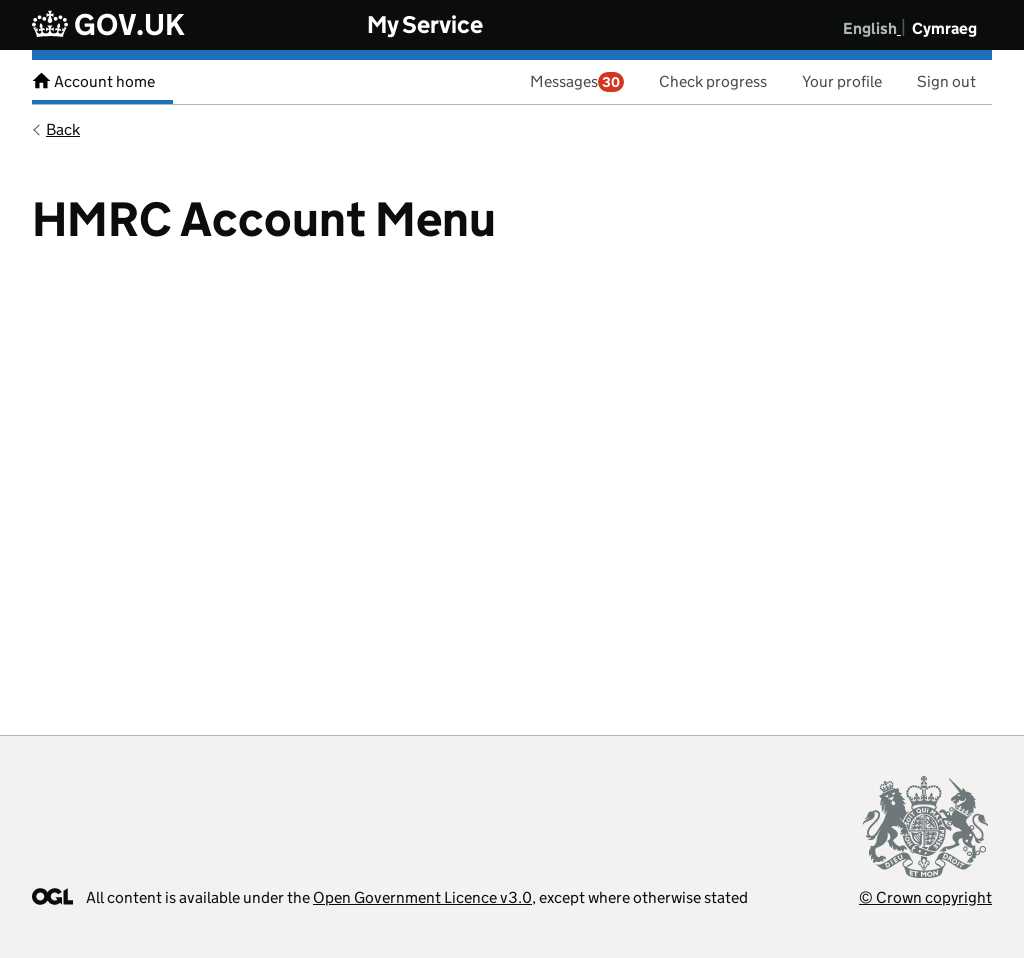 GOV.UK
My Service
English Cymraeg
Account home
Messages 30
Check progress
Your profile
Sign out
Back
HMRC Account Menu
DIEU ET MON DROIT
OGL
All content is available under the Open Government Licence v3.0, except where otherwise stated
© Crown copyright